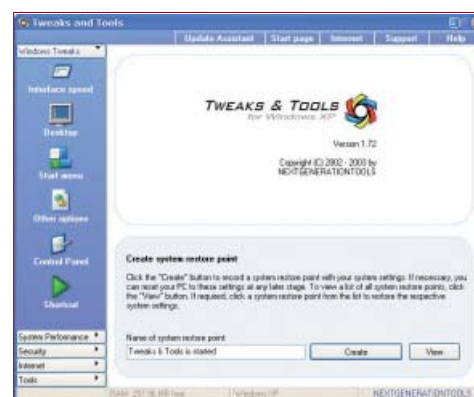 Tweaks and Tools
Update Assistant Start page Internet Support Help
Windows Tweaks
Interface speed
Desktop
Start menu
Other options
Control Panel
Shortcut
System Performance
Security
Internet
Tools
TWEAKS & TOOLS
for Windows XP
Version 1.72
Copyright (C) 2002 - 2003 by
NEXTGENERATIONTOOLS
Create system restore point
Click the "Create" button to record a system restore point with your system settings. If necessary, you
can reset your PC to these settings at any later stage. To view a list of all system restore points, click
the "View" button. If required, click a system restore point from the list to restore the respective
system settings.
Name of system restore point
Tweaks & Tools is started
Create View
Windows XP NEXTGENERATIONTOOLS